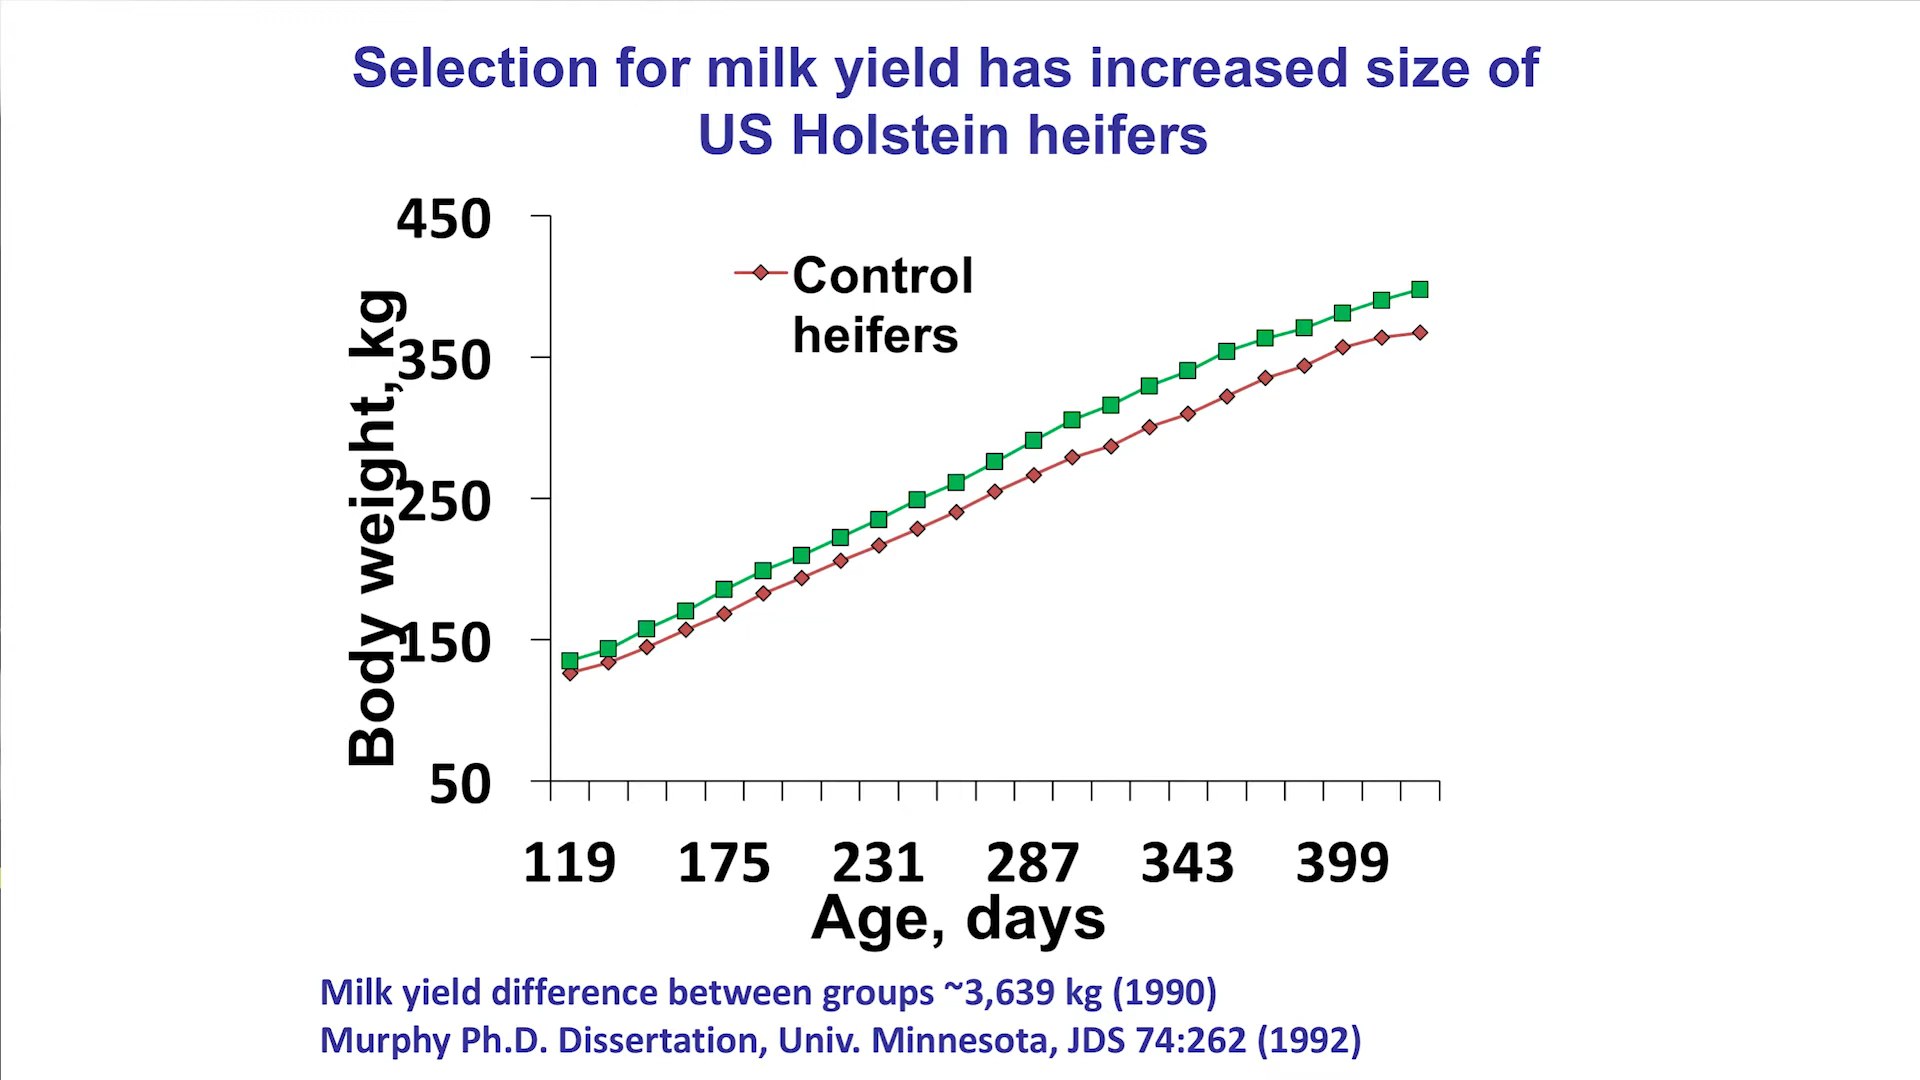 Selection for milk yield has increased size of
US Holstein heifers
450
350
250
150
50
Body weight, kg
Control
heifers
119 175 231 287 343 399
Age, days
Milk yield difference between groups ~3,639 kg (1990)
Murphy Ph.D. Dissertation, Univ. Minnesota, JDS 74:262 (1992)